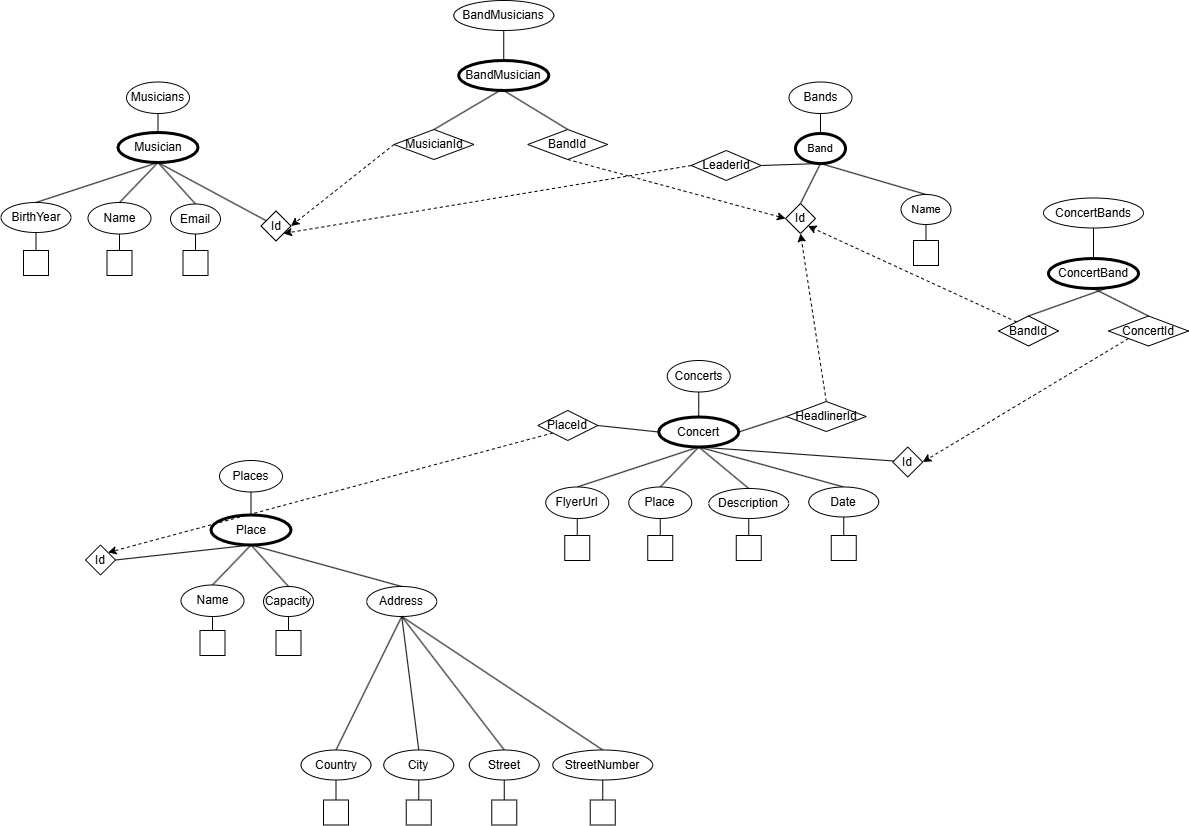 BandMusicians
BandMusician
Musicians
Bands
Musician
MusicianId
BandId
Band
LeaderId
BirthYear
Name
Email
Id
Id
Name
ConcertBands
ConcertBand
BandId
ConcertId
Concerts
PlaceId
Concert
HeadlinerId
Id
Places
FlyerUrl
Place
Description
Date
Place
Id
Name
Capacity
Address
Country
City
Street
StreetNumber